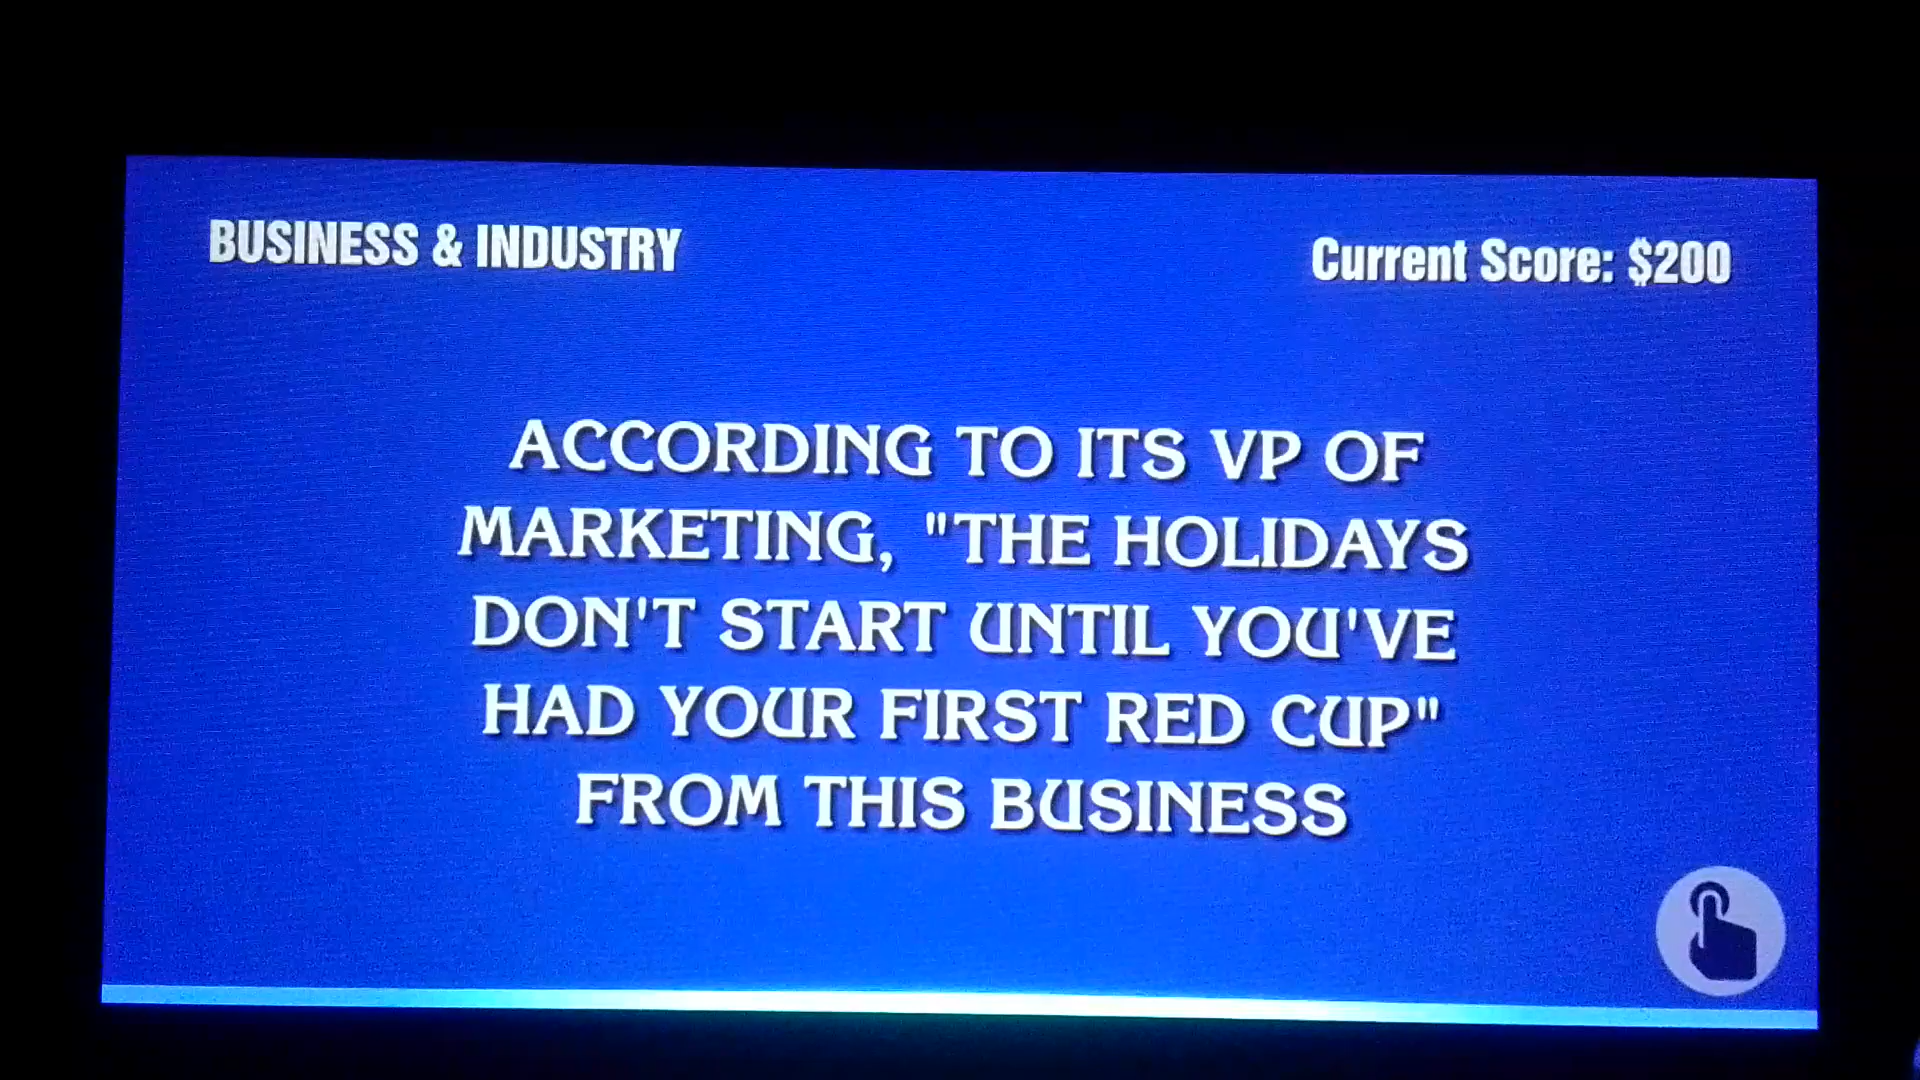 BUSINESS & INDUSTRY
Current Score: $200
ACCORDING TO ITS VP OF
MARKETING, "THE HOLIDAYS
DON'T START UNTIL YOU'VE
HAD YOUR FIRST RED CUP"
FROM THIS BUSINESS